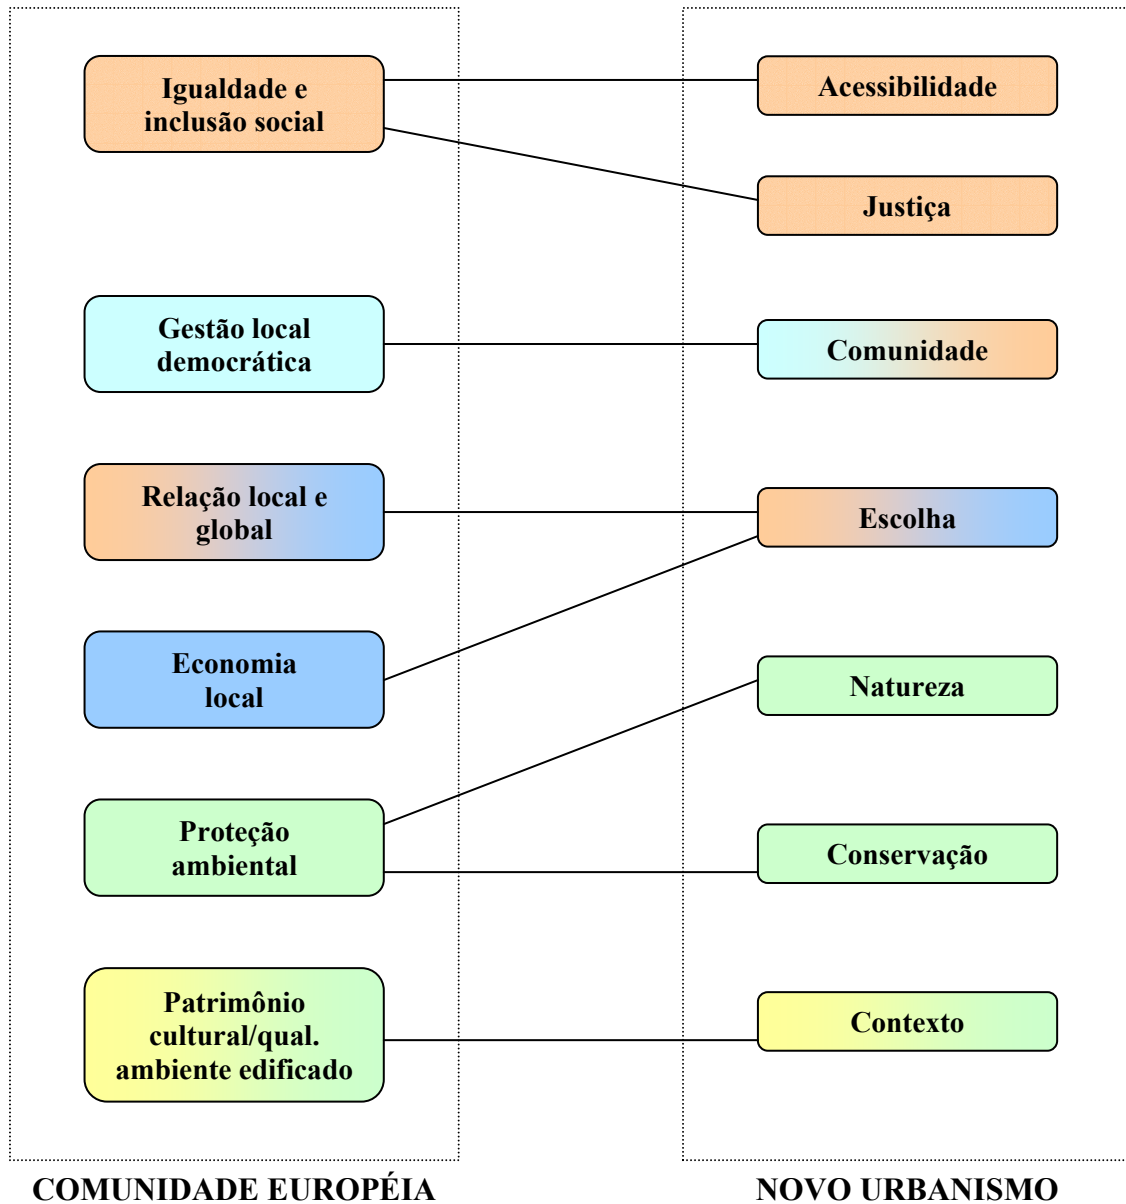 Igualdade e
inclusão social
Gestão local
democrática
Relação local e
global
Economia
local
Proteção
ambiental
Patrimônio
cultural/qual.
ambiente edificado
COMUNIDADE EUROPÉIA
Acessibilidade
Justiça
Comunidade
Escolha
Natureza
Conservação
Contexto
NOVO URBANISMO